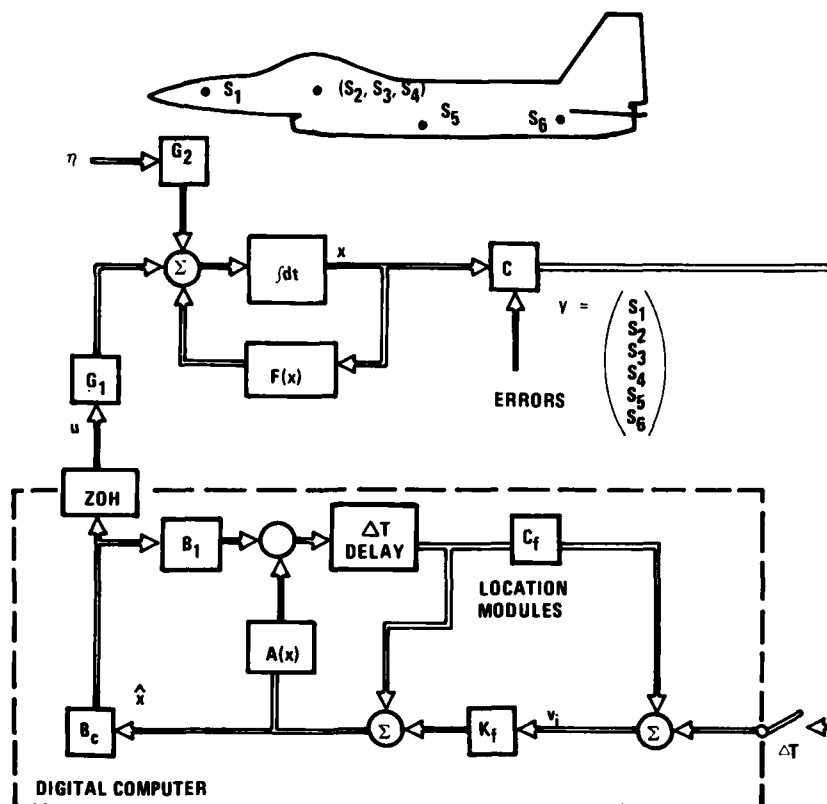 S1
(S2, S3, S4)
S5
S6
η
G2
Σ
∫dt
x
C
F(x)
ERRORS
y =
S1
S2
S3
S4
S5
S6
G1
u
ZOH
B1
ΔT
DELAY
Cf
LOCATION
MODULES
A(x)
x̂
Bc
Σ
Kf
vi
Σ
ΔT
DIGITAL COMPUTER